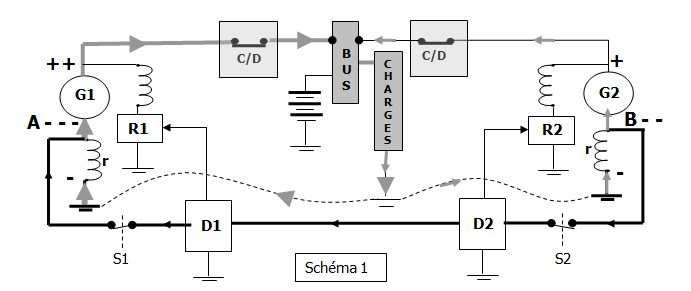 C/D
B
U
S
C/D
++
+
G1
C
H
A
R
G
E
S
G2
A - - -
R1
R2
B - -
r
r
-
-
D1
D2
S1
S2
Schéma 1